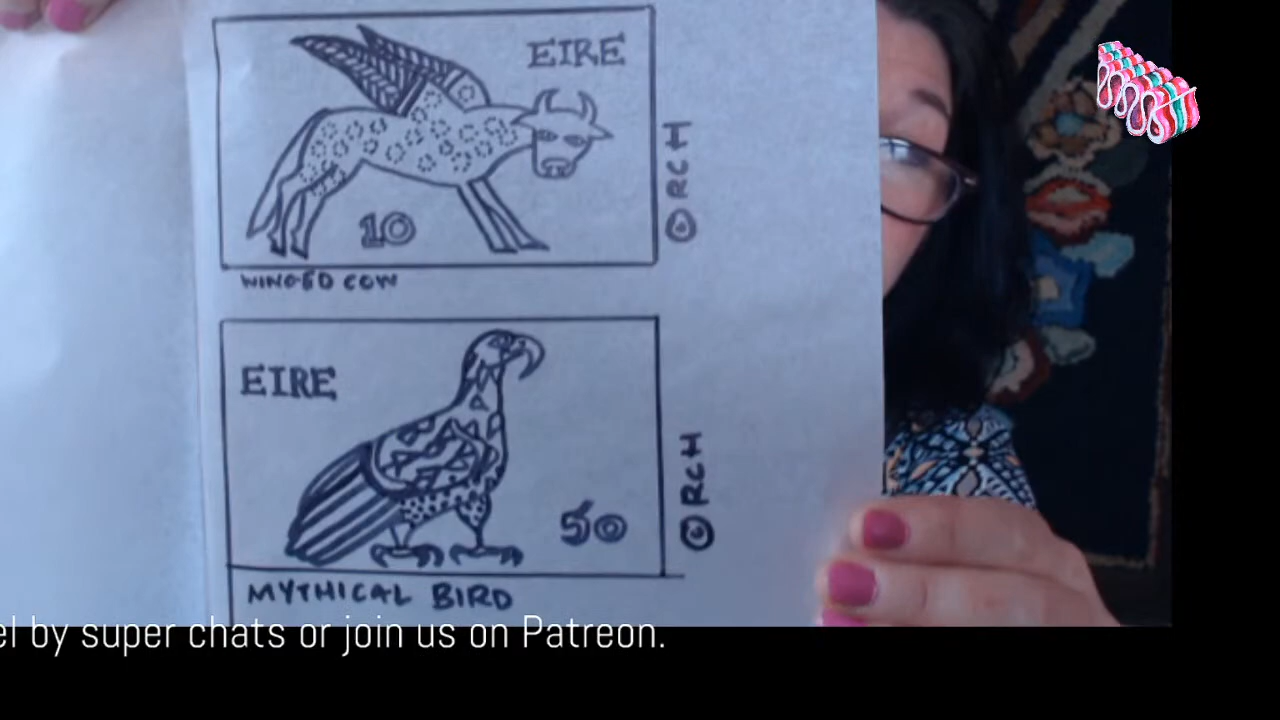 EIRE
10
© RCH
WINGED COW
EIRE
50
© RCH
MYTHICAL BIRD
el by super chats or join us on Patreon.